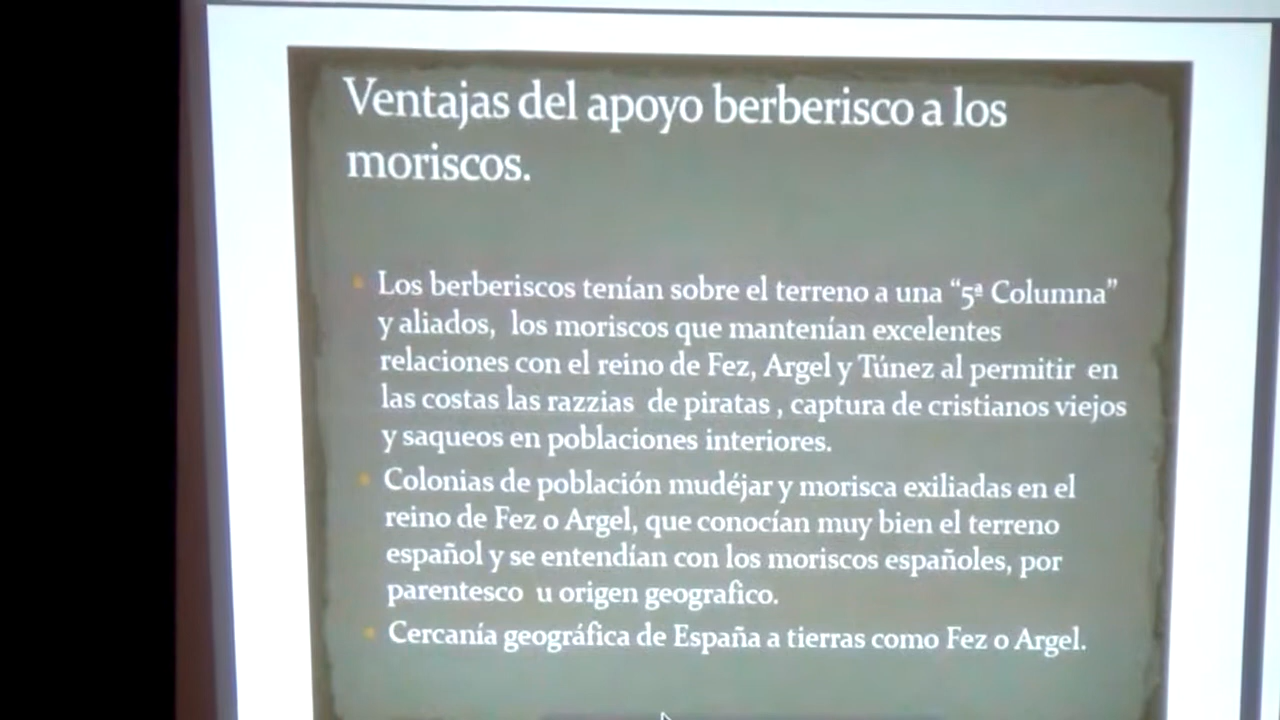 Ventajas del apoyo berberisco a los
moriscos.
Los berberiscos tenían sobre el terreno a una “5ª Columna”
y aliados, los moriscos que mantenían excelentes
relaciones con el reino de Fez, Argel y Túnez al permitir en
las costas las razzias de piratas , captura de cristianos viejos
y saqueos en poblaciones interiores.
Colonias de población mudéjar y morisca exiliadas en el
reino de Fez o Argel, que conocían muy bien el terreno
español y se entendían con los moriscos españoles, por
parentesco u origen geografico.
Cercanía geográfica de España a tierras como Fez o Argel.